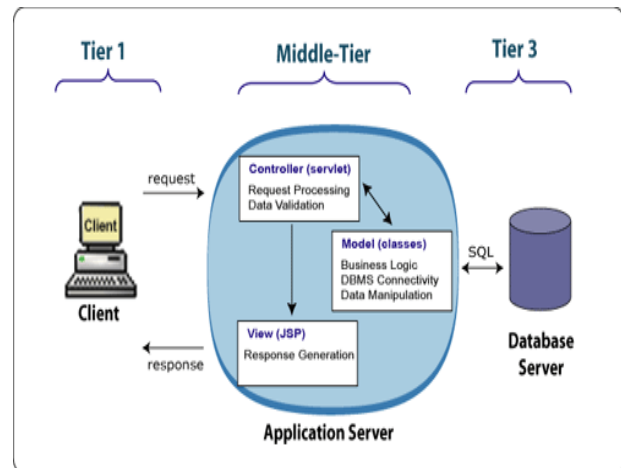 Tier 1
Middle-Tier
Tier 3
request
Controller (servlet)
Request Processing
Data Validation
Client
Client
Model (classes)
Business Logic
DBMS Connectivity
Data Manipulation
SQL
View (JSP)
Response Generation
response
Database
Server
Application Server